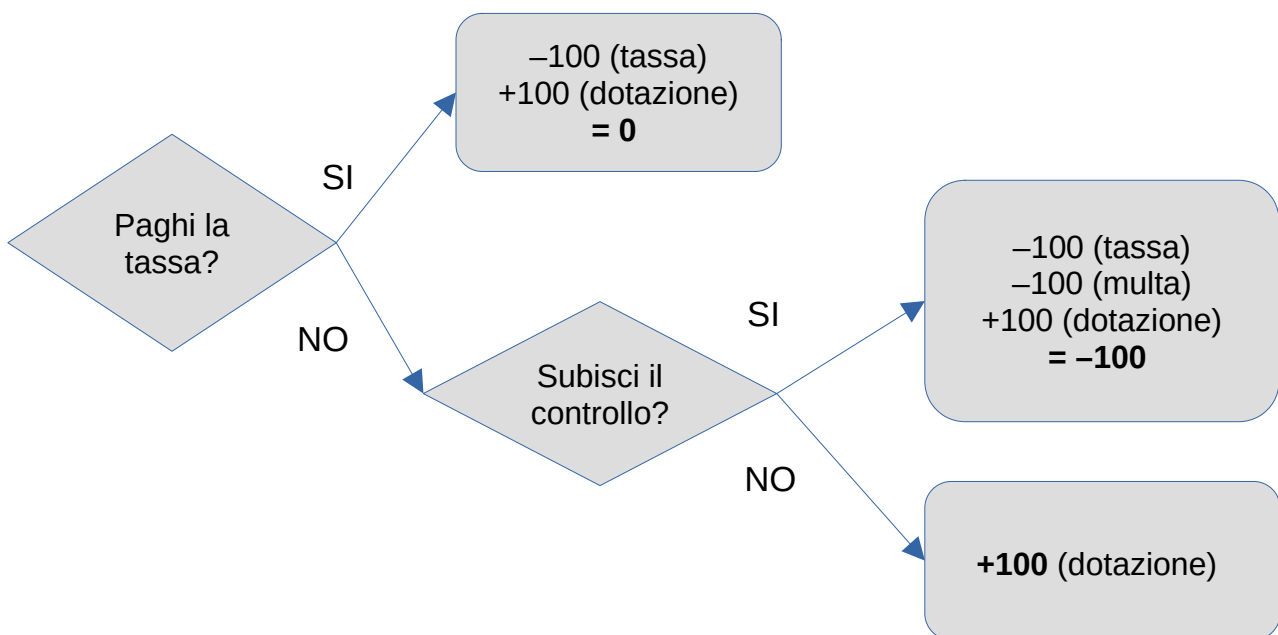 –100 (tassa)
+100 (dotazione)
= 0
SI
Paghi la
tassa?
NO
Subisci il
controllo?
SI
–100 (tassa)
–100 (multa)
+100 (dotazione)
= –100
NO
+100 (dotazione)